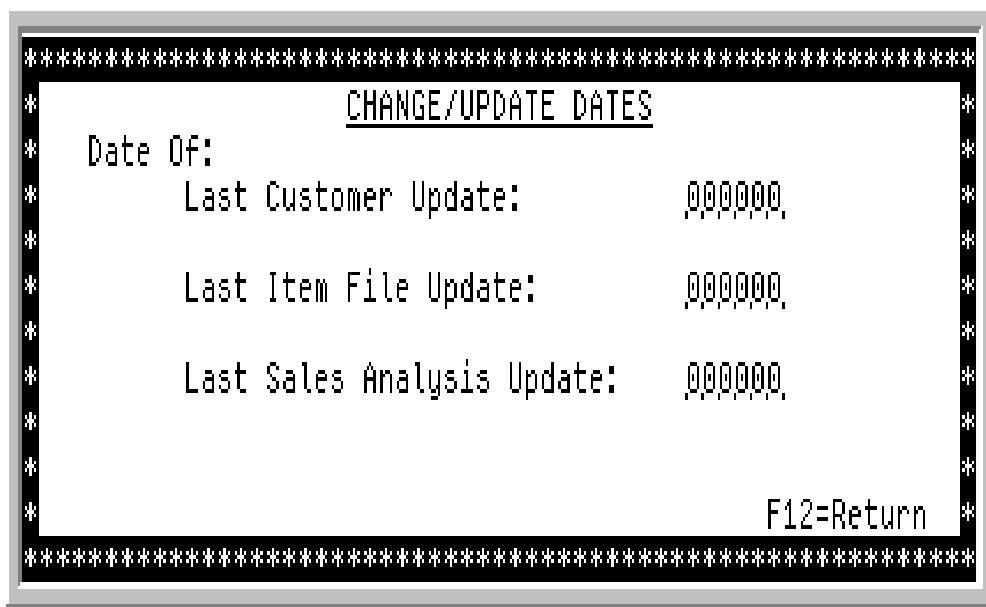 ***********************************************************
* CHANGE/UPDATE DATES *
* Date Of: *
* Last Customer Update: 000000 *
* *
* Last Item File Update: 000000 *
* *
* Last Sales Analysis Update: 000000 *
* *
* *
* F12=Return *
***********************************************************